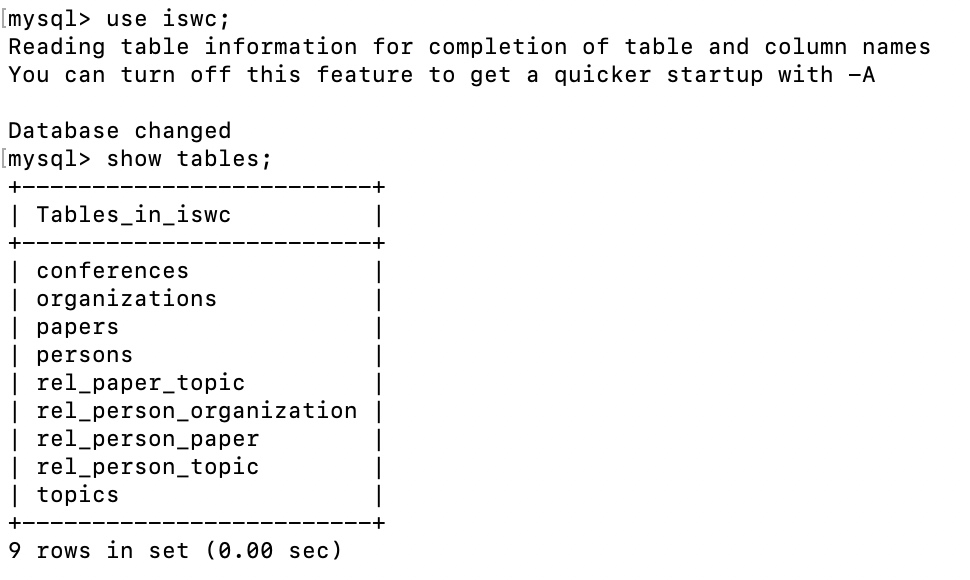 [mysql> use iswc;
Reading table information for completion of table and column names
You can turn off this feature to get a quicker startup with -A
Database changed
[mysql> show tables;
+-------------------------+
| Tables_in_iswc          |
+-------------------------+
| conferences             |
| organizations           |
| papers                  |
| persons                 |
| rel_paper_topic         |
| rel_person_organization |
| rel_person_paper        |
| rel_person_topic        |
| topics                  |
+-------------------------+
9 rows in set (0.00 sec)